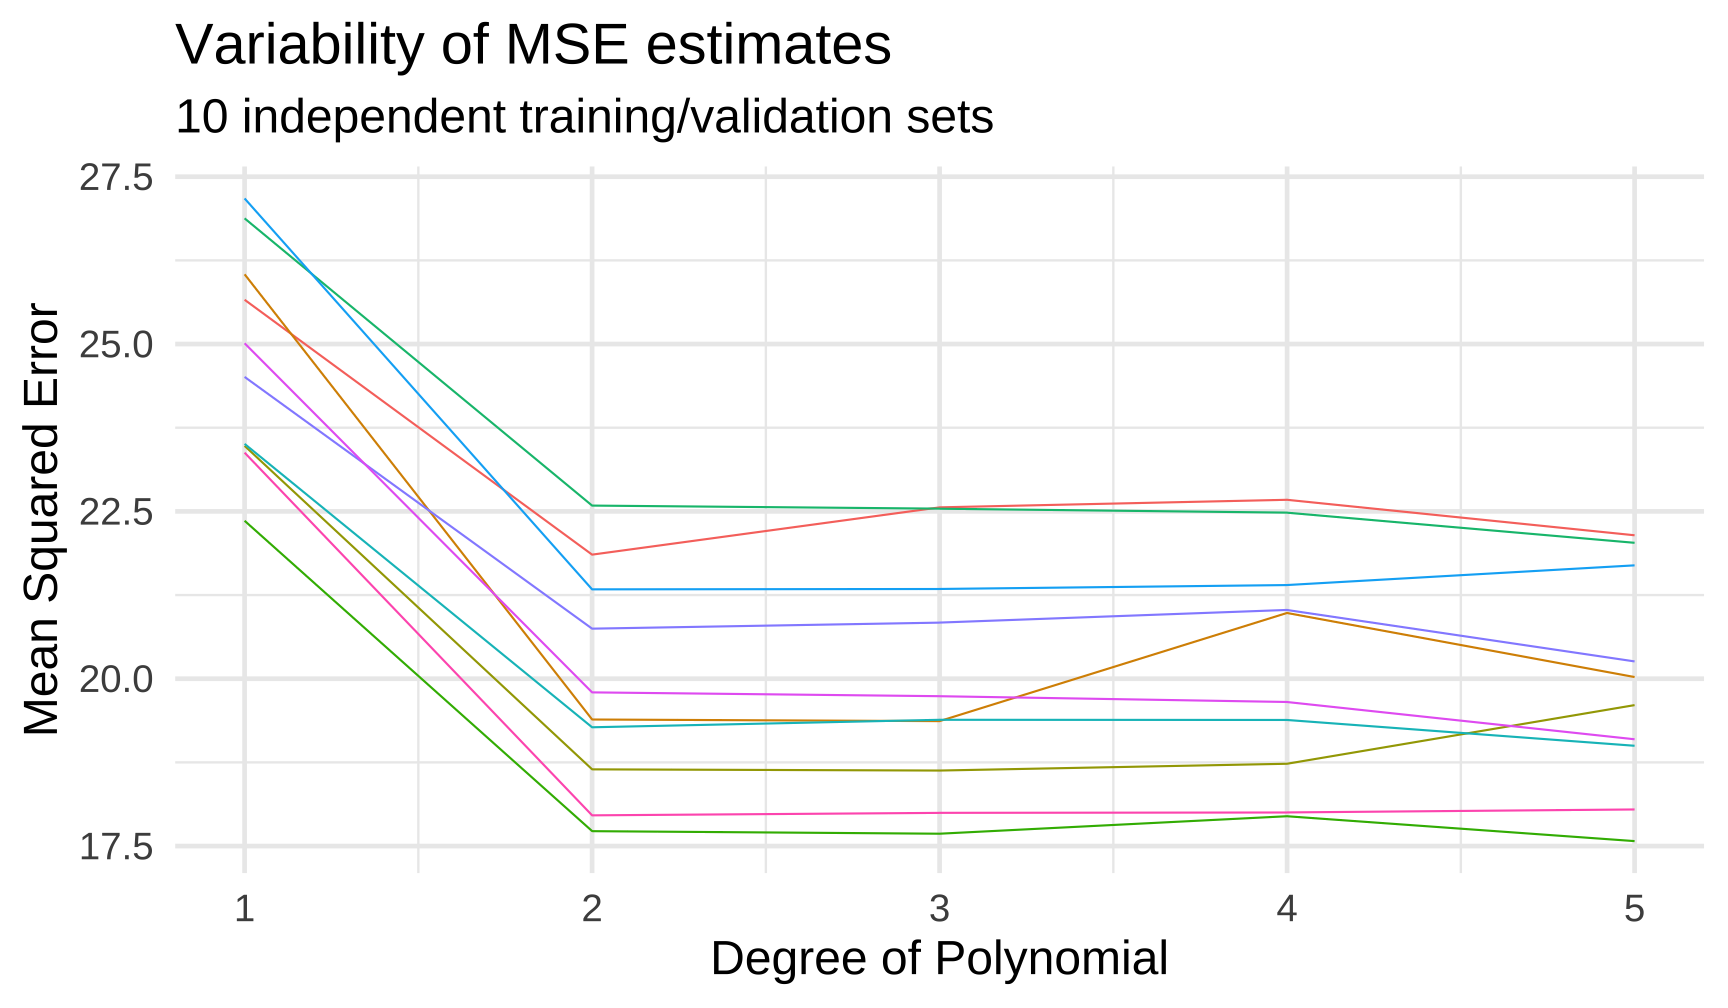 Variability of MSE estimates
10 independent training/validation sets
Mean Squared Error
27.5
25.0
22.5
20.0
17.5
1 2 3 4 5
Degree of Polynomial